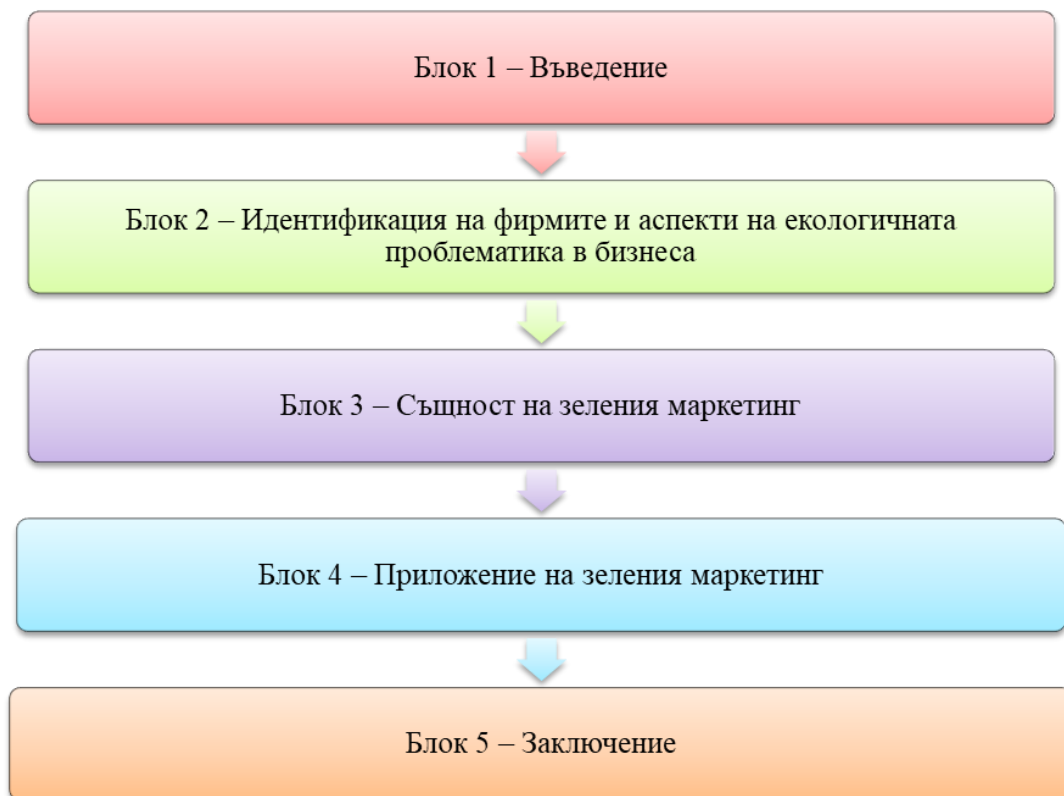 Блок 1 – Въведение
Блок 2 – Идентификация на фирмите и аспекти на екологичната
проблематика в бизнеса
Блок 3 – Същност на зеления маркетинг
Блок 4 – Приложение на зеления маркетинг
Блок 5 – Заключение